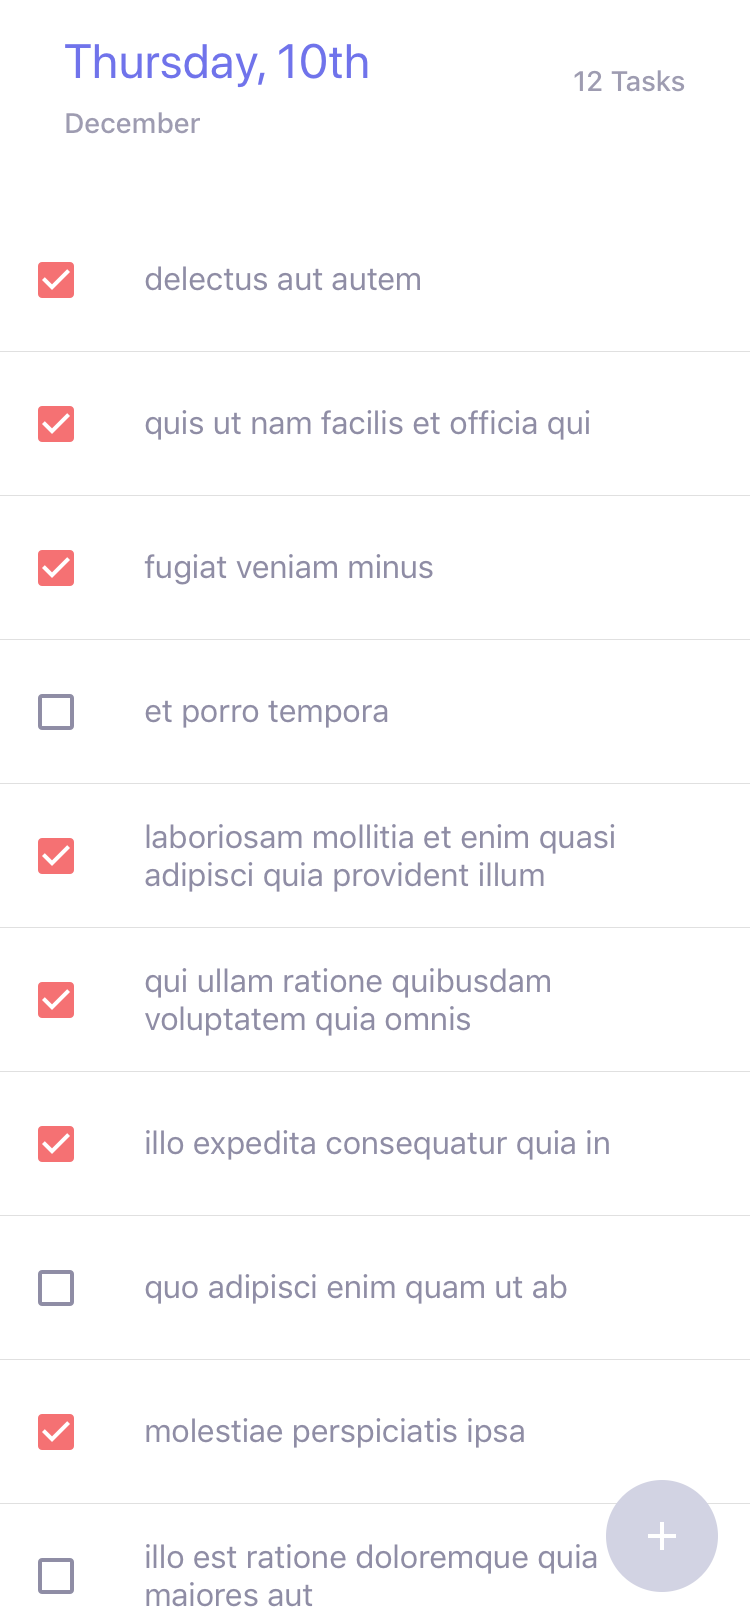 Thursday, 10th
12 Tasks
December
delectus aut autem
quis ut nam facilis et officia qui
fugiat veniam minus
et porro tempora
laboriosam mollitia et enim quasi
adipisci quia provident illum
qui ullam ratione quibusdam
voluptatem quia omnis
illo expedita consequatur quia in
quo adipisci enim quam ut ab
molestiae perspiciatis ipsa
illo est ratione doloremque quia
maiores aut